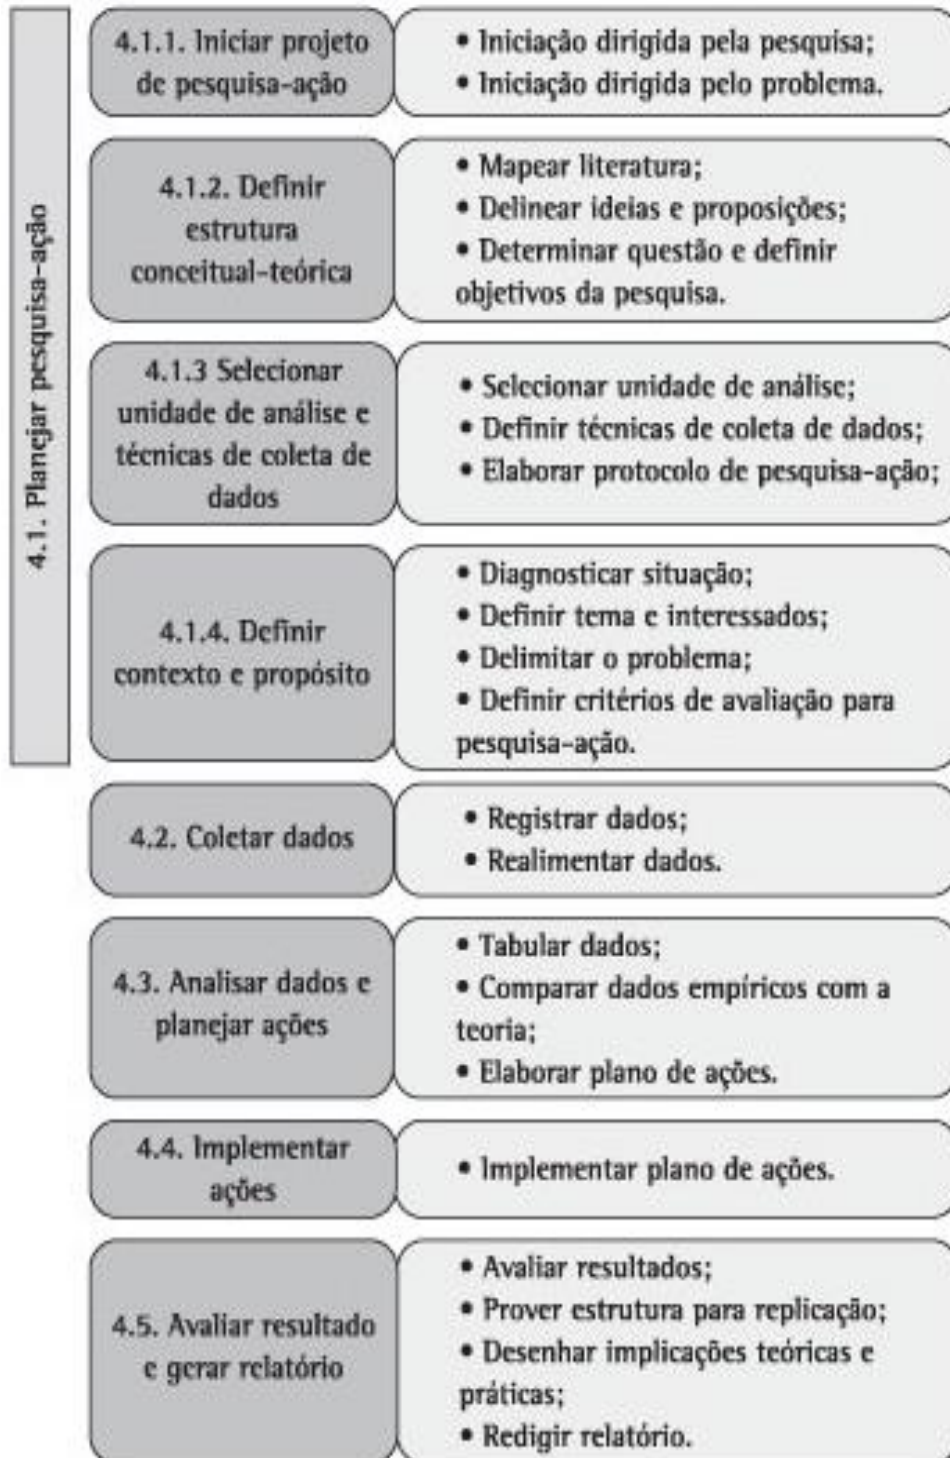 4.1. Planejar pesquisa-ação
4.1.1. Iniciar projeto
de pesquisa-ação
• Iniciação dirigida pela pesquisa;
• Iniciação dirigida pelo problema.
4.1.2. Definir
estrutura
conceitual-teórica
• Mapear literatura;
• Delinear ideias e proposições;
• Determinar questão e definir
objetivos da pesquisa.
4.1.3 Selecionar
unidade de análise e
técnicas de coleta de
dados
• Selecionar unidade de análise;
• Definir técnicas de coleta de dados;
• Elaborar protocolo de pesquisa-ação;
4.1.4. Definir
contexto e propósito
• Diagnosticar situação;
• Definir tema e interessados;
• Delimitar o problema;
• Definir critérios de avaliação para
pesquisa-ação.
4.2. Coletar dados
• Registrar dados;
• Realimentar dados.
4.3. Analisar dados e
planejar ações
• Tabular dados;
• Comparar dados empíricos com a
teoria;
• Elaborar plano de ações.
4.4. Implementar
ações
• Implementar plano de ações.
4.5. Avaliar resultado
e gerar relatório
• Avaliar resultados;
• Prover estrutura para replicação;
• Desenhar implicações teóricas e
práticas;
• Redigir relatório.